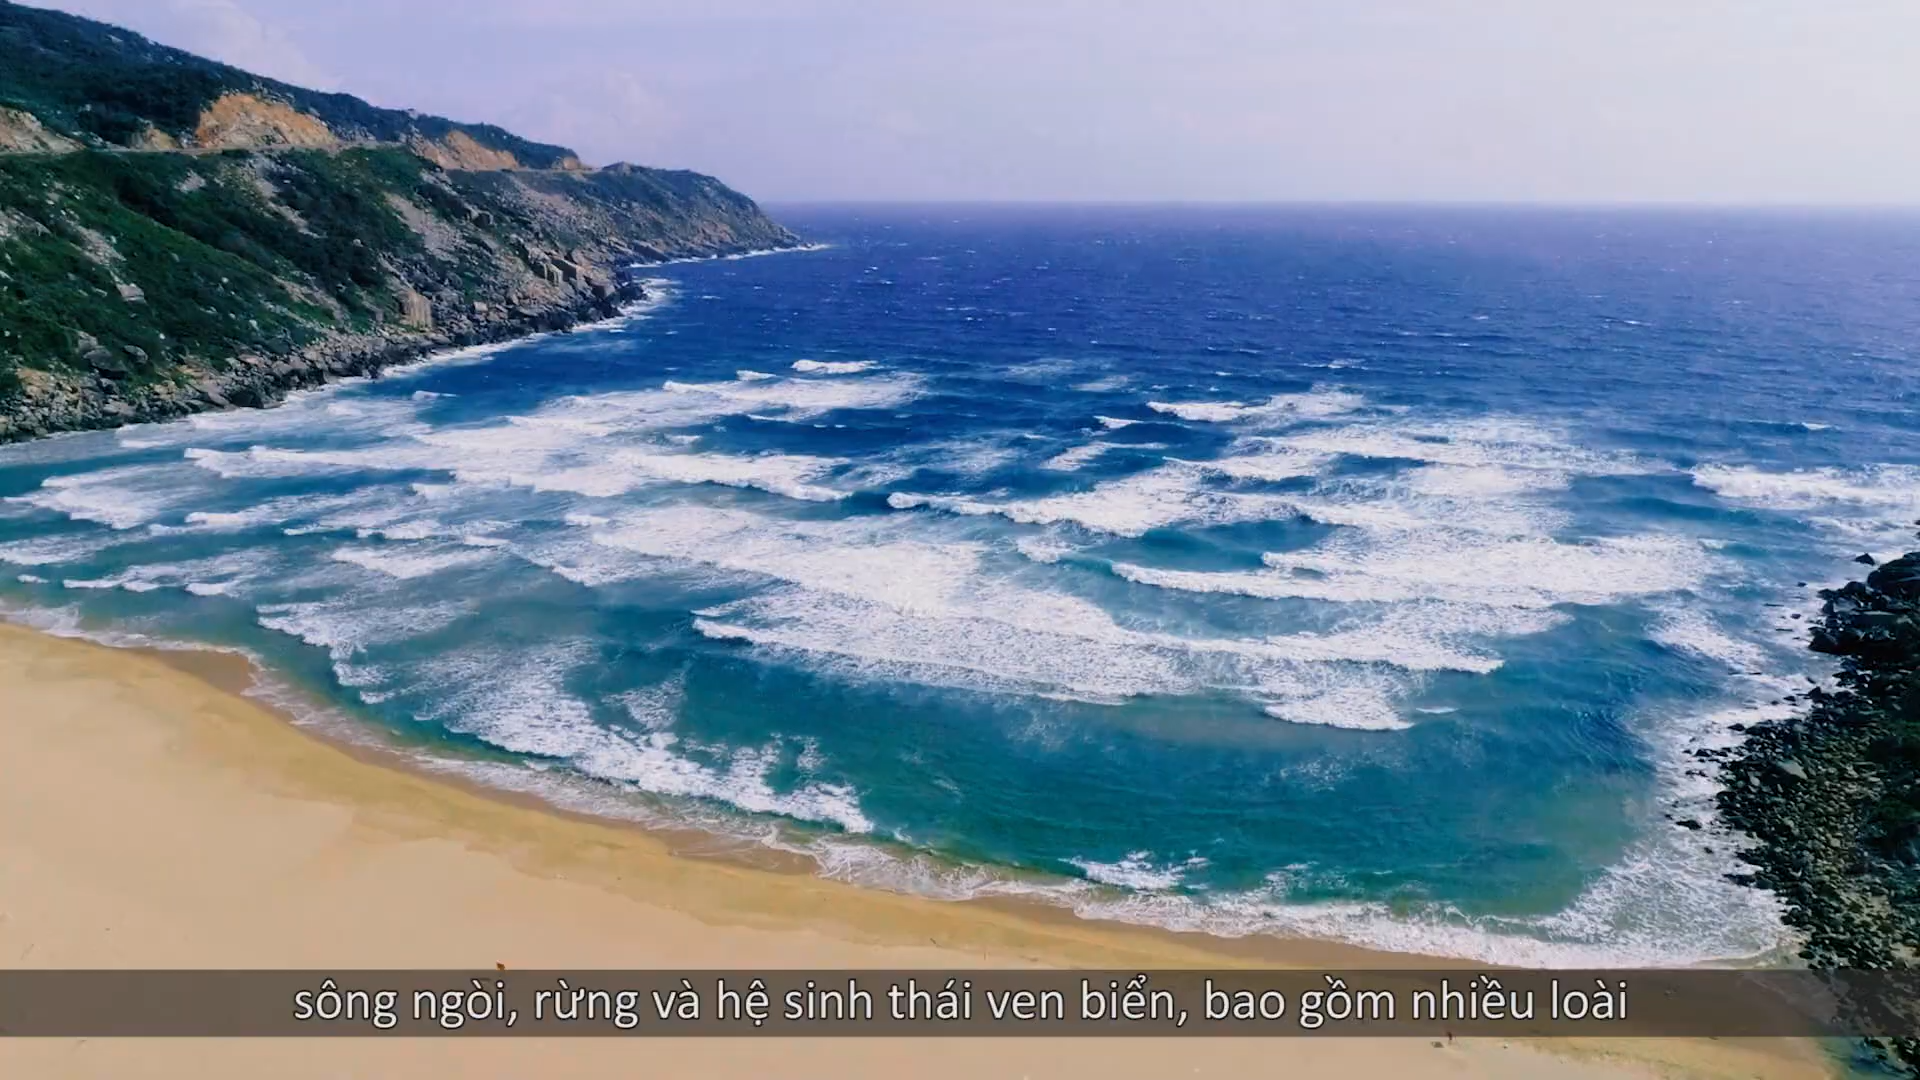 sông ngòi, rừng và hệ sinh thái ven biển, bao gồm nhiều loài